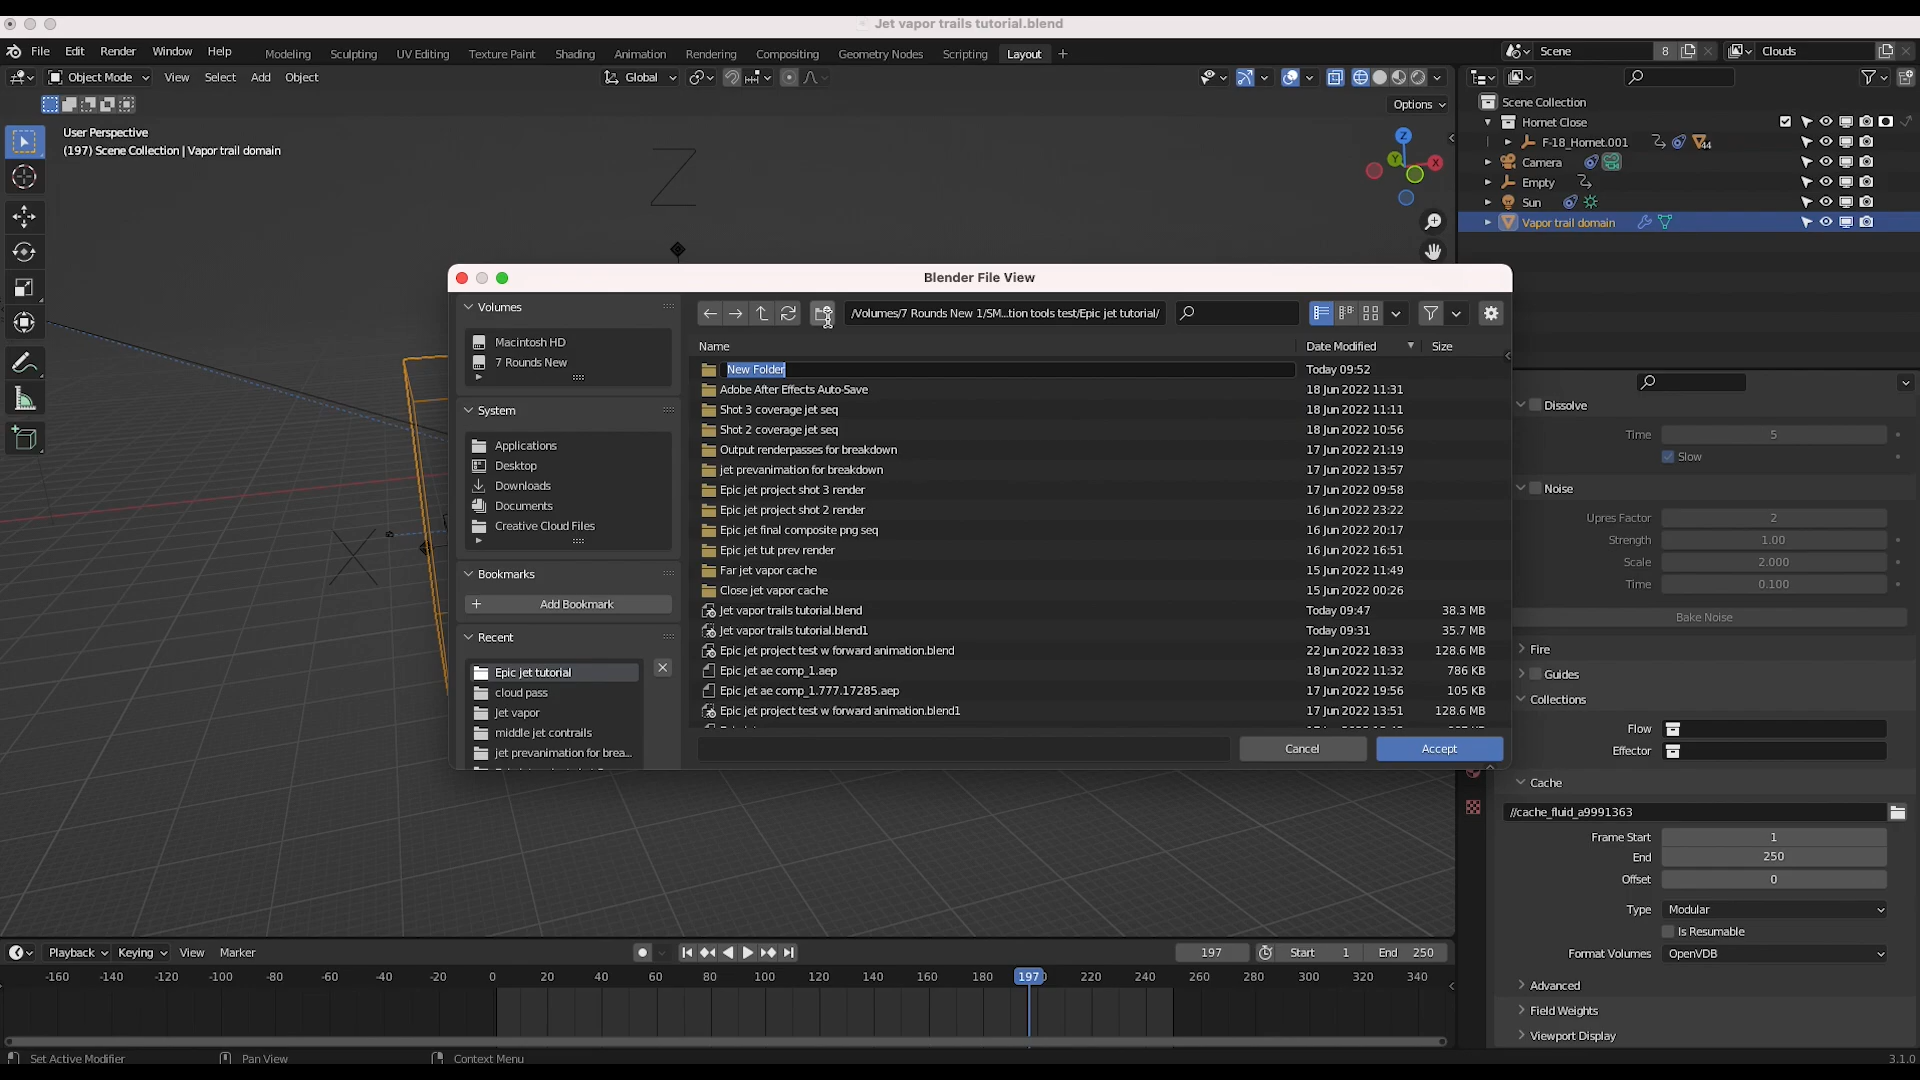 Jet vapor trails tutorial.blend
File Edit Render Window Help Modeling Sculpting UV Editing Texture Paint Shading Animation Rendering Compositing Geometry Nodes Scripting Layout + Scene 8 Clouds
Object Mode View Select Add Object Global
Options
User Perspective
(197) Scene Collection | Vapor trail domain
Z
X
Z
Y
X
Scene Collection
Hornet Close
F-18_Hornet.001 44
Camera
Empty
Sun
Vapor trail domain
Blender File View
Volumes
Macintosh HD
7 Rounds New
System
Applications
Desktop
Downloads
Documents
Creative Cloud Files
Bookmarks
+ Add Bookmark
Recent
Epic jet tutorial
cloud pass
Jet vapor
middle jet contrails
jet prevanimation for brea...
/Volumes/7 Rounds New 1/SM...tion tools test/Epic jet tutorial/
Name Date Modified Size
New Folder Today 09:52
Adobe After Effects Auto-Save 18 Jun 2022 11:31
Shot 3 coverage jet seq 18 Jun 2022 11:11
Shot 2 coverage jet seq 18 Jun 2022 10:56
Output renderpasses for breakdown 17 Jun 2022 21:19
jet prevanimation for breakdown 17 Jun 2022 13:57
Epic jet project shot 3 render 17 Jun 2022 09:58
Epic jet project shot 2 render 16 Jun 2022 23:22
Epic jet final composite png seq 16 Jun 2022 20:17
Epic jet tut prev render 16 Jun 2022 16:51
Far jet vapor cache 15 Jun 2022 11:49
Close jet vapor cache 15 Jun 2022 00:26
Jet vapor trails tutorial.blend Today 09:47 38.3 MB
Jet vapor trails tutorial.blend1 Today 09:31 35.7 MB
Epic jet project test w forward animation.blend 22 Jun 2022 18:33 128.6 MB
Epic jet ae comp_1.aep 18 Jun 2022 11:32 786 KB
Epic jet ae comp_1.777.17285.aep 17 Jun 2022 19:56 105 KB
Epic jet project test w forward animation.blend1 17 Jun 2022 13:51 128.6 MB
Cancel Accept
Dissolve
Time 5
Slow
Noise
Upres Factor 2
Strength 1.00
Scale 2.000
Time 0.100
Bake Noise
Fire
Guides
Collections
Flow
Effector
Cache
//cache_fluid_a9991363
Frame Start 1
End 250
Offset 0
Type Modular
Is Resumable
Format Volumes OpenVDB
Advanced
Field Weights
Viewport Display
Playback Keying View Marker 197 Start 1 End 250
-160 -140 -120 -100 -80 -60 -40 -20 0 20 40 60 80 100 120 140 160 180 197 220 240 260 280 300 320 340
Set Active Modifier Pan View Context Menu 3.1.0